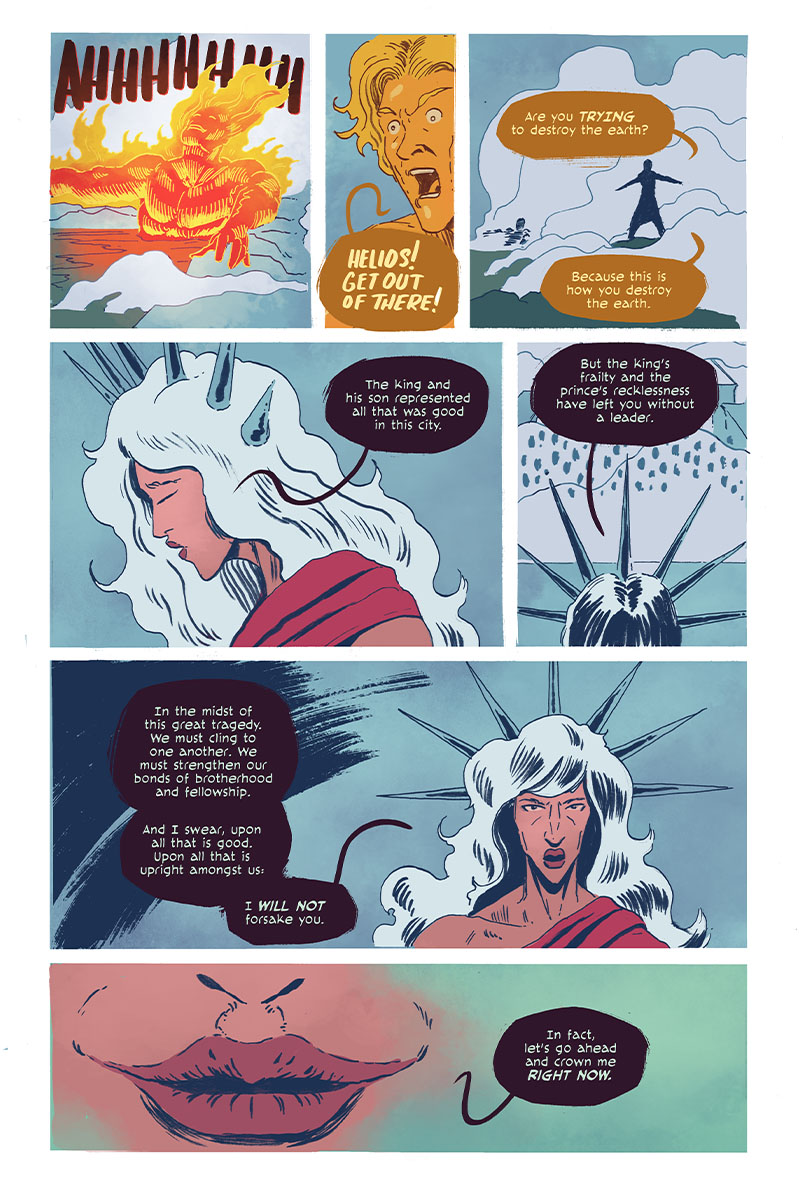 AHHHHHHHH
HELIOS!
GET OUT
OF THERE!
Are you TRYING
to destroy the earth?
Because this is
how you destroy
the earth.
The king and
his son represented
all that was good
in this city.
But the king's
frailty and the
prince's recklessness
have left you without
a leader.
In the midst of
this great tragedy.
We must cling to
one another. We
must strengthen our
bonds of brotherhood
and fellowship.
And I swear, upon
all that is good.
Upon all that is
upright amongst us:
I WILL NOT
forsake you.
In fact,
let's go ahead
and crown me
RIGHT NOW.